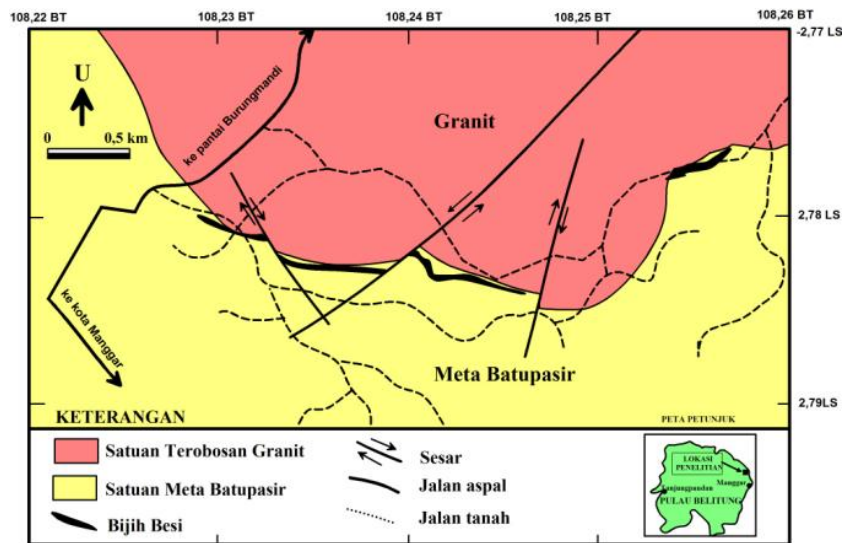 108,22 BT 108,23 BT 108,24 BT 108,25 BT 108,26 BT
-2,77 LS
U
0 0,5 km
ke pantai Burungmandi
Granit
2,78 LS
ke kota Manggar
Meta Batupasir
2,79LS
KETERANGAN
PETA PETUNJUK
Satuan Terobosan Granit
Satuan Meta Batupasir
Bijih Besi
Sesar
Jalan aspal
Jalan tanah
LOKASI
PENELITIAN
Manggar
Tanjungpandan
PULAU BELITUNG